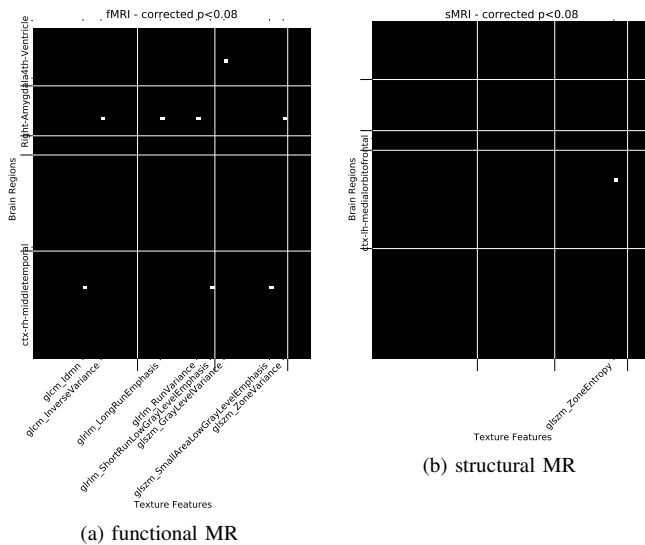 fMRI - corrected p<0.08
Brain Regions
4th-Ventricle
Right-Amygdala
ctx-rh-middletemporal
glcm_Idmn
glcm_InverseVariance
glrlm_LongRunEmphasis
glrlm_RunVariance
glrlm_ShortRunLowGrayLevelEmphasis
glszm_GrayLevelVariance
glszm_SmallAreaLowGrayLevelEmphasis
glszm_ZoneVariance
Texture Features
(a) functional MR
sMRI - corrected p<0.08
Brain Regions
ctx-lh-medialorbitofrontal
glszm_ZoneEntropy
Texture Features
(b) structural MR